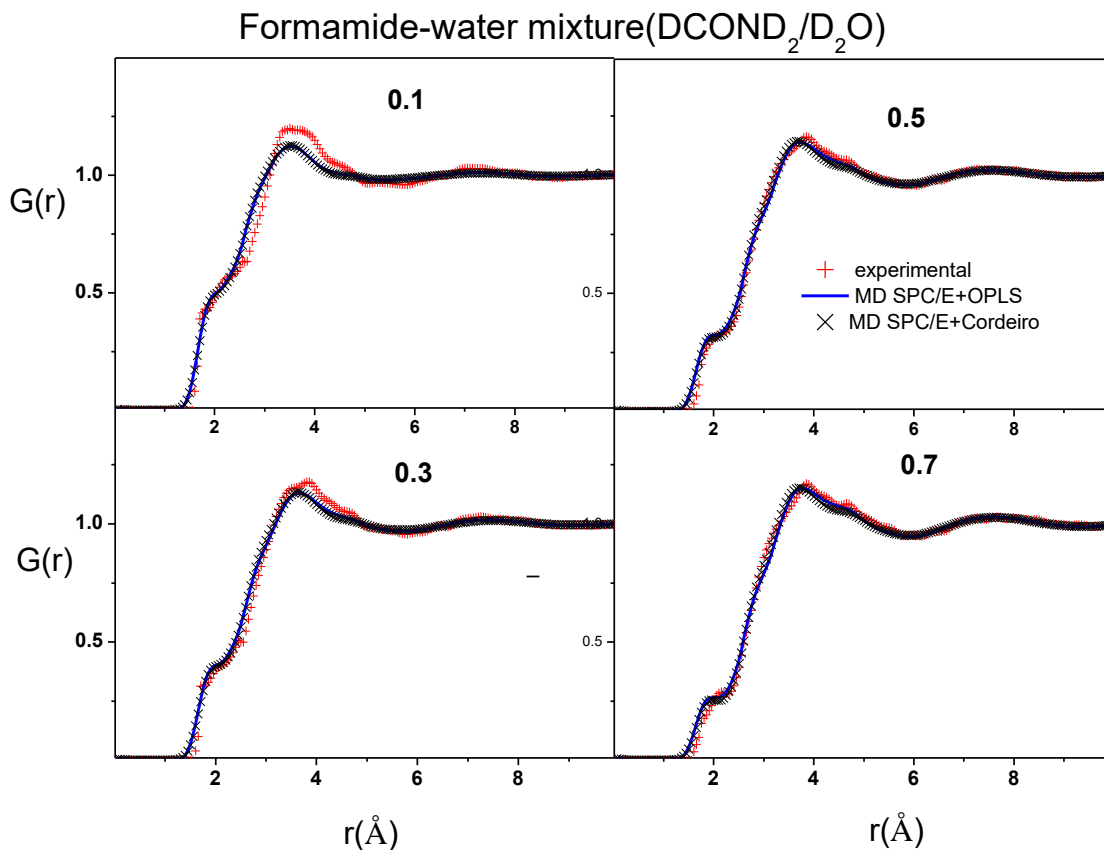 Formamide-water mixture(DCOND2/D2O)
0.1
0.5
G(r)
1.0
0.5
1.0
0.5
experimental
MD SPC/E+OPLS
MD SPC/E+Cordeiro
2 4 6 8
2 4 6 8
0.3
0.7
G(r)
1.0
0.5
1.0
0.5
–
2 4 6 8
2 4 6 8
r(Å)
r(Å)